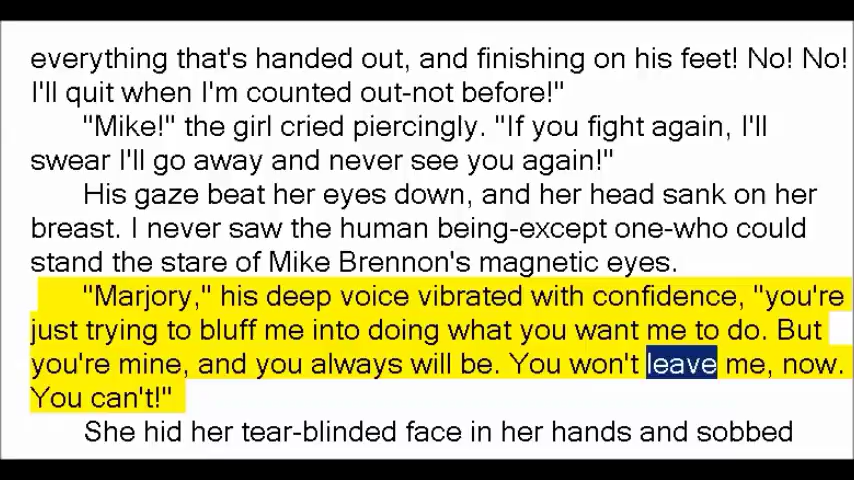 everything that's handed out, and finishing on his feet! No! No!
I'll quit when I'm counted out-not before!"
"Mike!" the girl cried piercingly. "If you fight again, I'll
swear I'll go away and never see you again!"
His gaze beat her eyes down, and her head sank on her
breast. I never saw the human being-except one-who could
stand the stare of Mike Brennon's magnetic eyes.
"Marjory," his deep voice vibrated with confidence, "you're
just trying to bluff me into doing what you want me to do. But
you're mine, and you always will be. You won't leave me, now.
You can't!"
She hid her tear-blinded face in her hands and sobbed